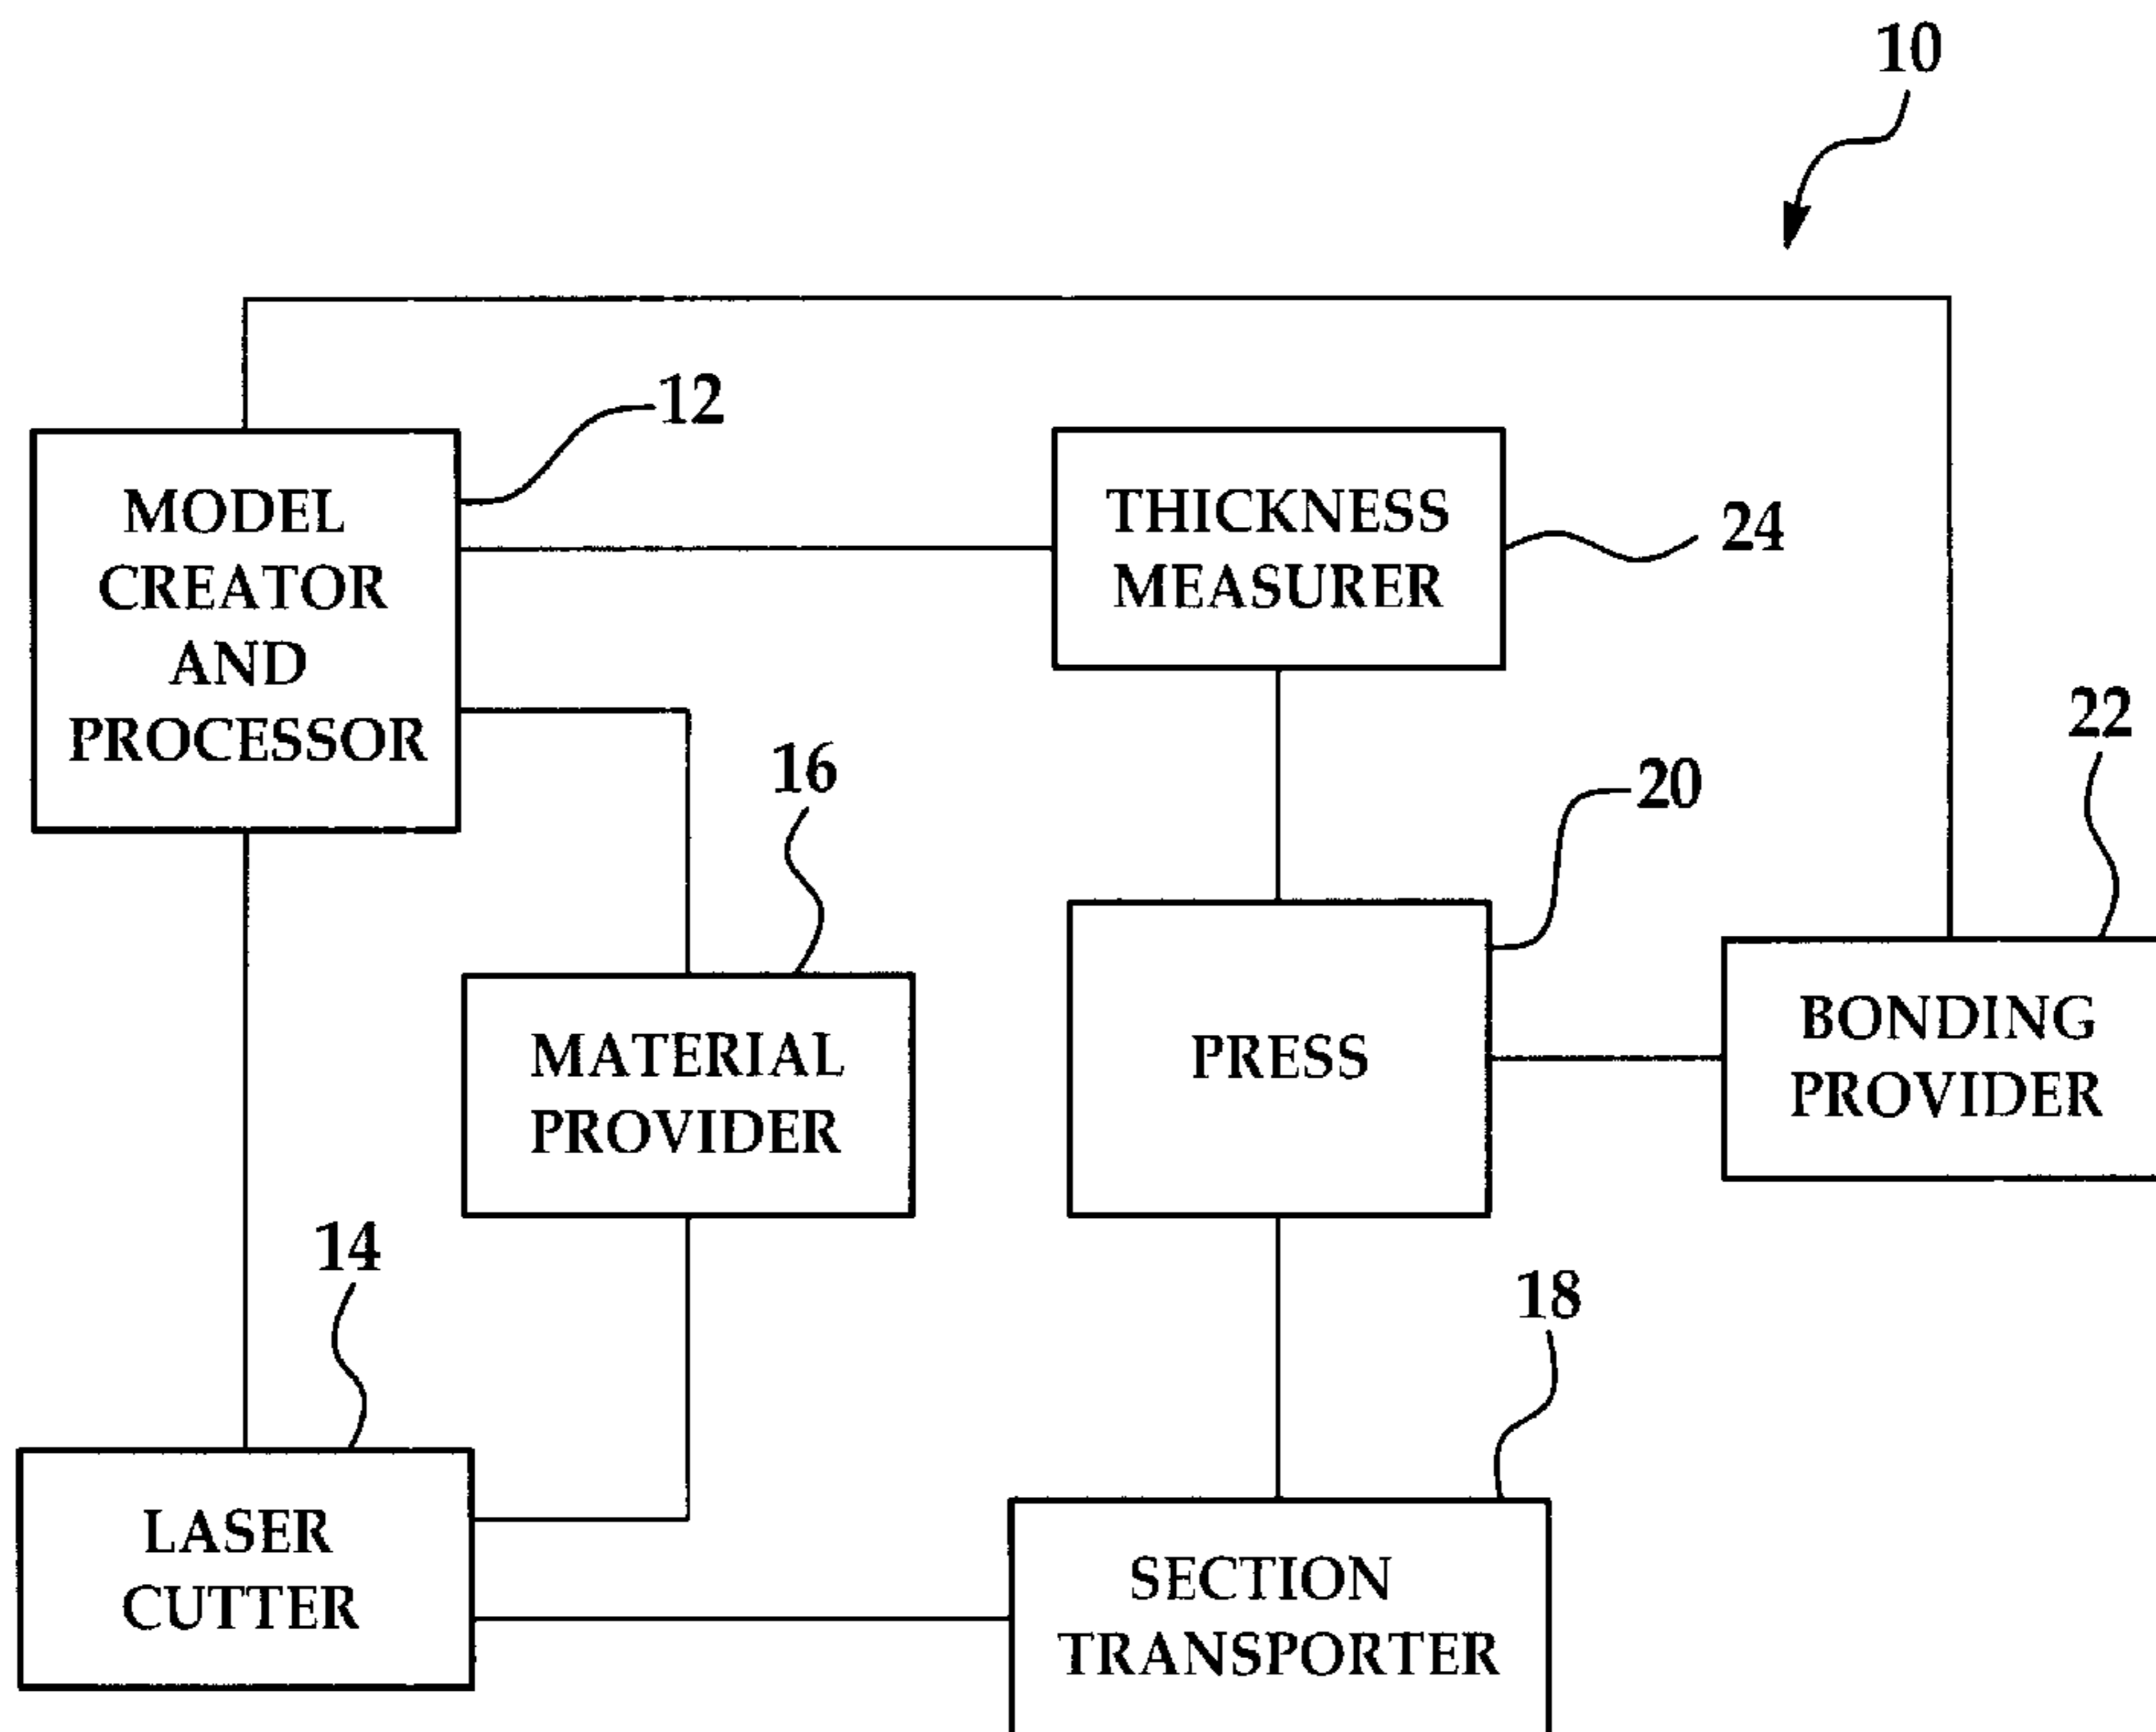 10
12
MODEL
CREATOR
AND
PROCESSOR
THICKNESS
MEASURER
24
16
20
22
MATERIAL
PROVIDER
PRESS
BONDING
PROVIDER
14
18
LASER
CUTTER
SECTION
TRANSPORTER